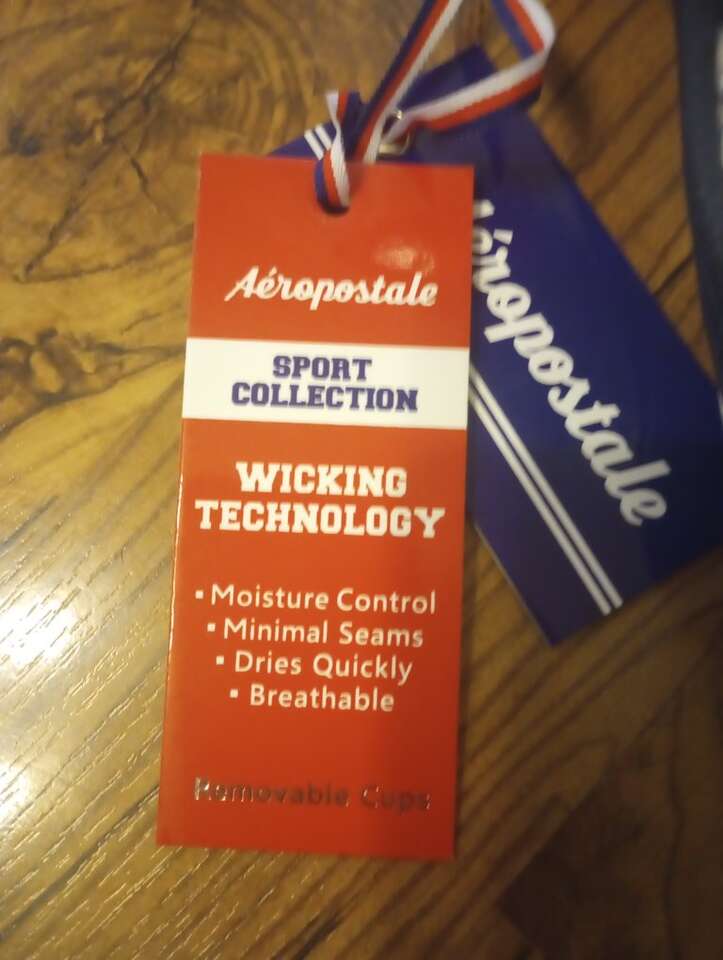 Aéropostale
SPORT
COLLECTION
WICKING
TECHNOLOGY
▪ Moisture Control
▪ Minimal Seams
▪ Dries Quickly
▪ Breathable
Removable Cups
Aéropostale